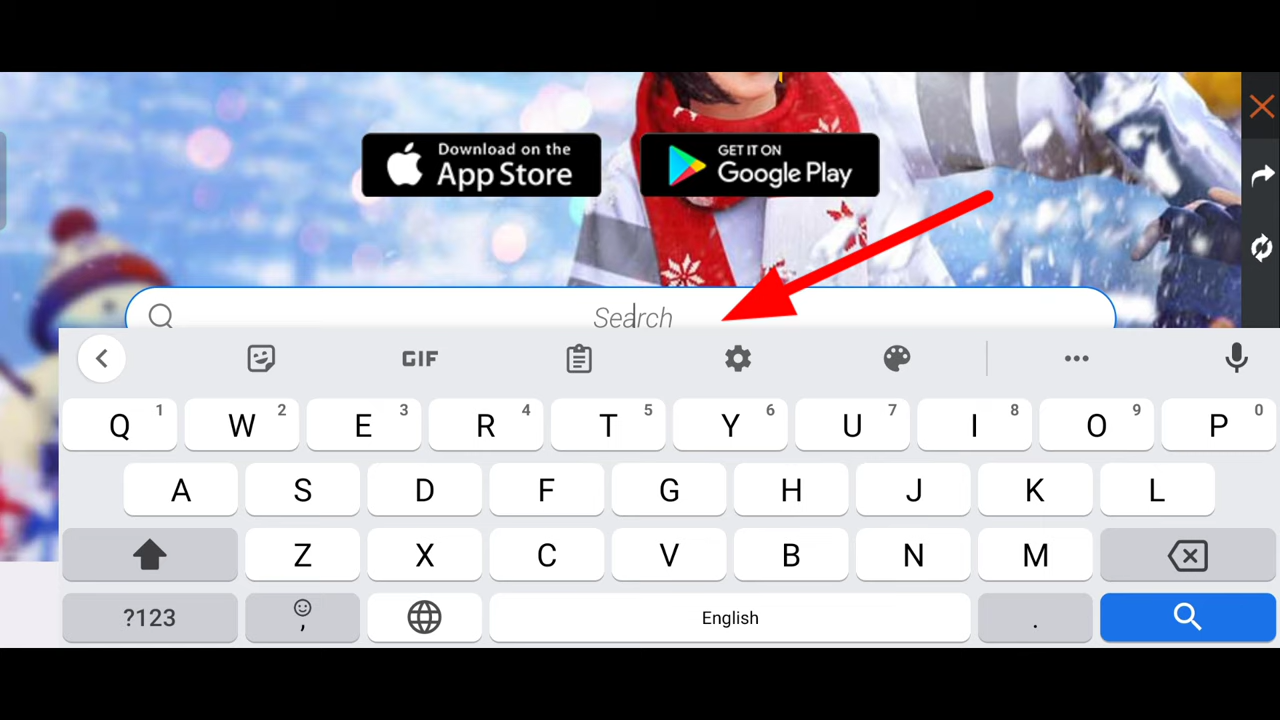 Download on the
App Store
GET IT ON
Google Play
Search
GIF
Q 1 W 2 E 3 R 4 T 5 Y 6 U 7 I 8 O 9 P 0
A S D F G H J K L
Z X C V B N M
?123 , English .